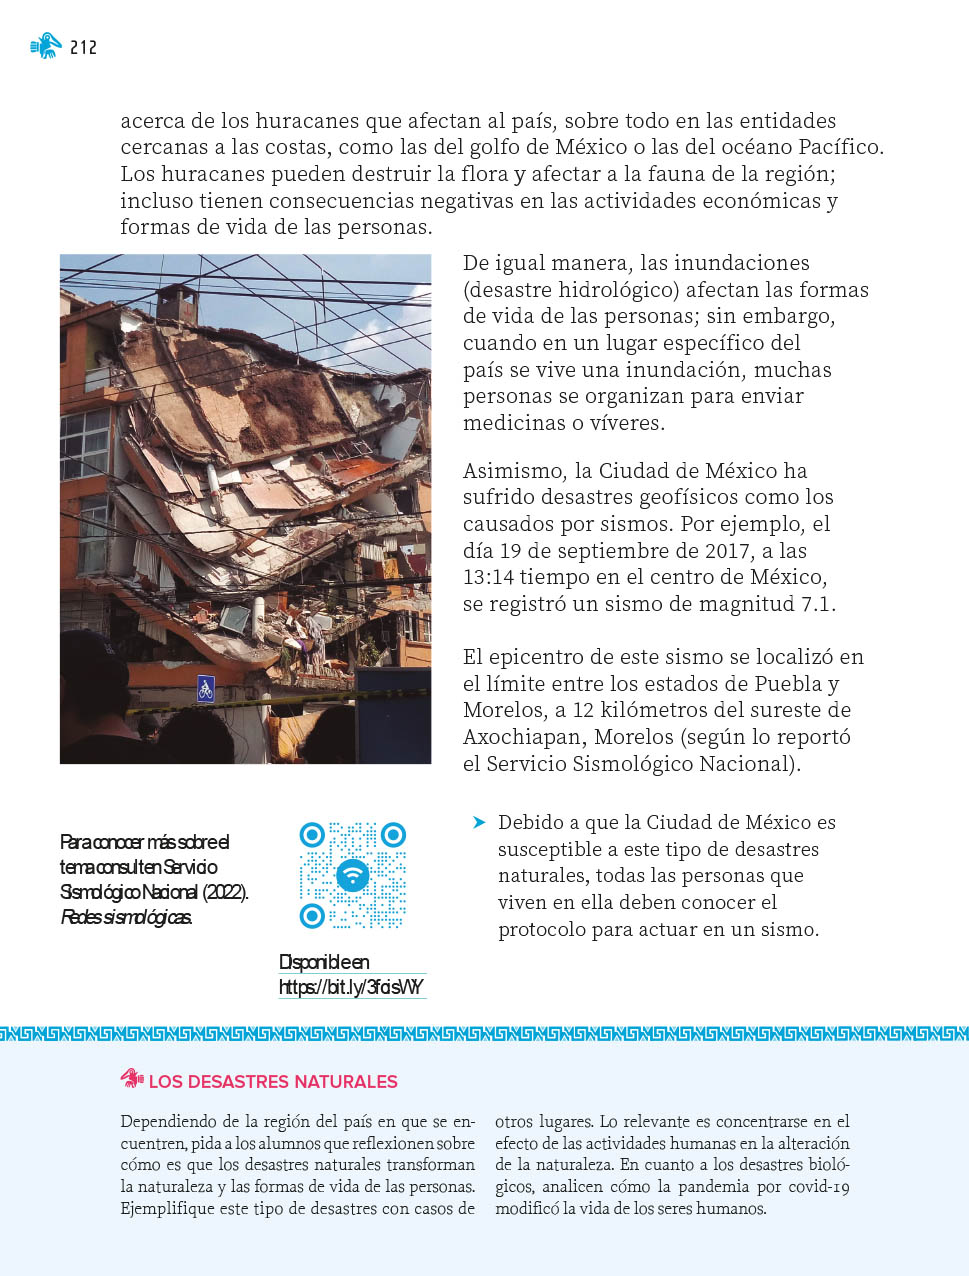 212
acerca de los huracanes que afectan al país, sobre todo en las entidades
cercanas a las costas, como las del golfo de México o las del océano Pacífico.
Los huracanes pueden destruir la flora y afectar a la fauna de la región;
incluso tienen consecuencias negativas en las actividades económicas y
formas de vida de las personas.
De igual manera, las inundaciones
(desastre hidrológico) afectan las formas
de vida de las personas; sin embargo,
cuando en un lugar específico del
país se vive una inundación, muchas
personas se organizan para enviar
medicinas o víveres.
Asimismo, la Ciudad de México ha
sufrido desastres geofísicos como los
causados por sismos. Por ejemplo, el
día 19 de septiembre de 2017, a las
13:14 tiempo en el centro de México,
se registró un sismo de magnitud 7.1.
El epicentro de este sismo se localizó en
el límite entre los estados de Puebla y
Morelos, a 12 kilómetros del sureste de
Axochiapan, Morelos (según lo reportó
el Servicio Sismológico Nacional).
Debido a que la Ciudad de México es
susceptible a este tipo de desastres
naturales, todas las personas que
viven en ella deben conocer el
protocolo para actuar en un sismo.
Para conocer más sobre el
tema consulten Servicio
Sismológico Nacional (2022).
Redes sismológicas.
Disponible en
https://bit.ly/3fcisWY
LOS DESASTRES NATURALES
Dependiendo de la región del país en que se en-
cuentren, pida a los alumnos que reflexionen sobre
cómo es que los desastres naturales transforman
la naturaleza y las formas de vida de las personas.
Ejemplifique este tipo de desastres con casos de
otros lugares. Lo relevante es concentrarse en el
efecto de las actividades humanas en la alteración
de la naturaleza. En cuanto a los desastres bioló-
gicos, analicen cómo la pandemia por covid-19
modificó la vida de los seres humanos.